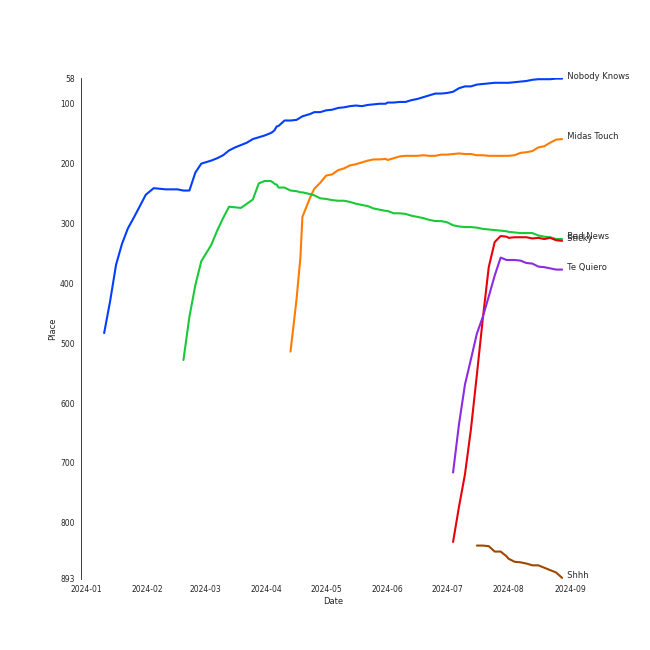 58
Nobody Knows
100
Midas Touch
200
Bad News
300
Te Quiero
400
Place
500
600
700
800
893
Shhh
2024-01
2024-02
2024-03
2024-04
2024-05
2024-06
2024-07
2024-08
2024-09
Date